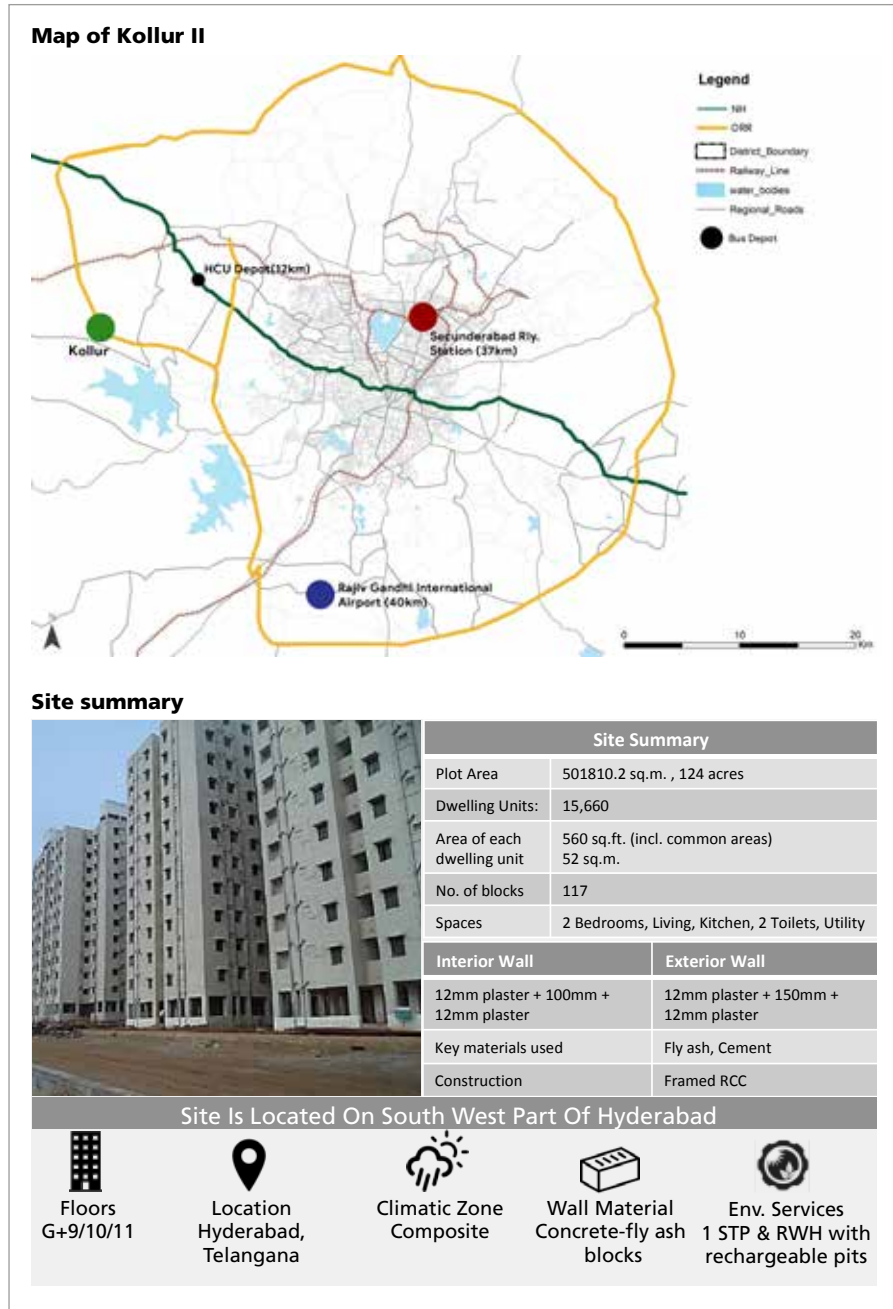 Map of Kollur II
Legend
NH
ORR
District_Boundary
Railway_Line
water_bodies
Regional_Roads
Bus Depot
HCU Depot(12km)
Kollur
Secunderabad Rly.
Station (37km)
Rajiv Gandhi International
Airport (40km)
0 10 20
Km
Site summary
Site Summary
Plot Area 501810.2 sq.m. , 124 acres
Dwelling Units: 15,660
Area of each
dwelling unit
560 sq.ft. (incl. common areas)
52 sq.m.
No. of blocks 117
Spaces 2 Bedrooms, Living, Kitchen, 2 Toilets, Utility
Interior Wall Exterior Wall
12mm plaster + 100mm +
12mm plaster
12mm plaster + 150mm +
12mm plaster
Key materials used Fly ash, Cement
Construction Framed RCC
Site Is Located On South West Part Of Hyderabad
Floors
G+9/10/11
Location
Hyderabad,
Telangana
Climatic Zone
Composite
Wall Material
Concrete-fly ash
blocks
Env. Services
1 STP & RWH with
rechargeable pits